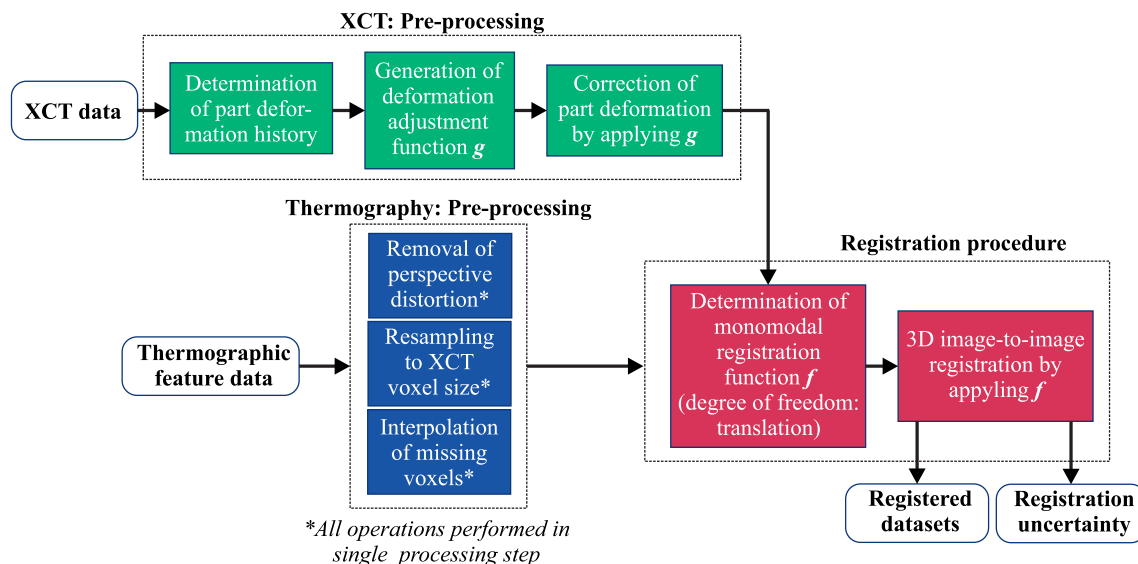 XCT: Pre-processing
XCT data
Determination
of part defor-
mation history
Generation of
deformation
adjustment
function g
Correction of
part deformation
by applying g
Thermography: Pre-processing
Thermographic
feature data
Removal of
perspective
distortion*
Resampling
to XCT
voxel size*
Interpolation
of missing
voxels*
*All operations performed in
single processing step
Registration procedure
Determination of
monomodal
registration
function f
(degree of freedom:
translation)
3D image-to-image
registration by
appyling f
Registered
datasets
Registration
uncertainty